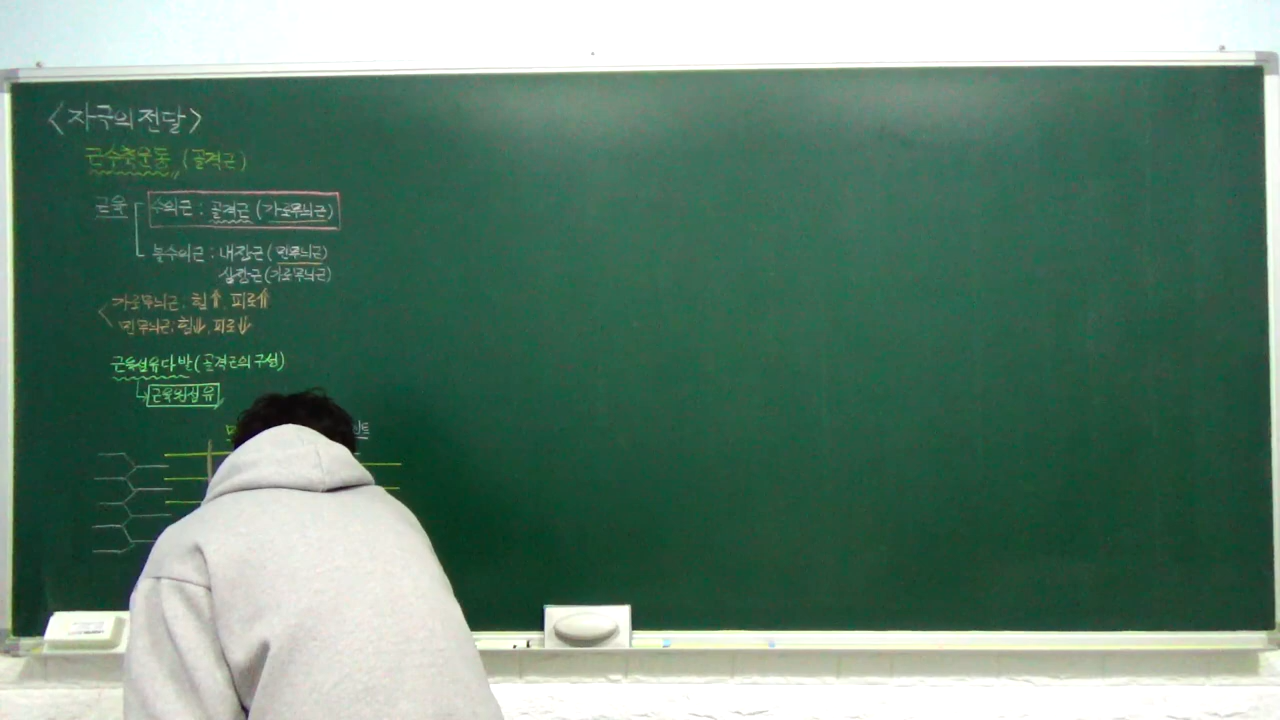 <자극의 전달>
근수축운동 (골격근)
근육 수의근 : 골격근 (가로무늬근)
불수의근 : 내장근 (민무늬근)
심장근 (가로무늬근)
가로무늬근, 힘⇑, 피로⇑
민무늬근, 힘⇓, 피로⇓
근육섬유다발 (골격근의 구성)
근육원섬유